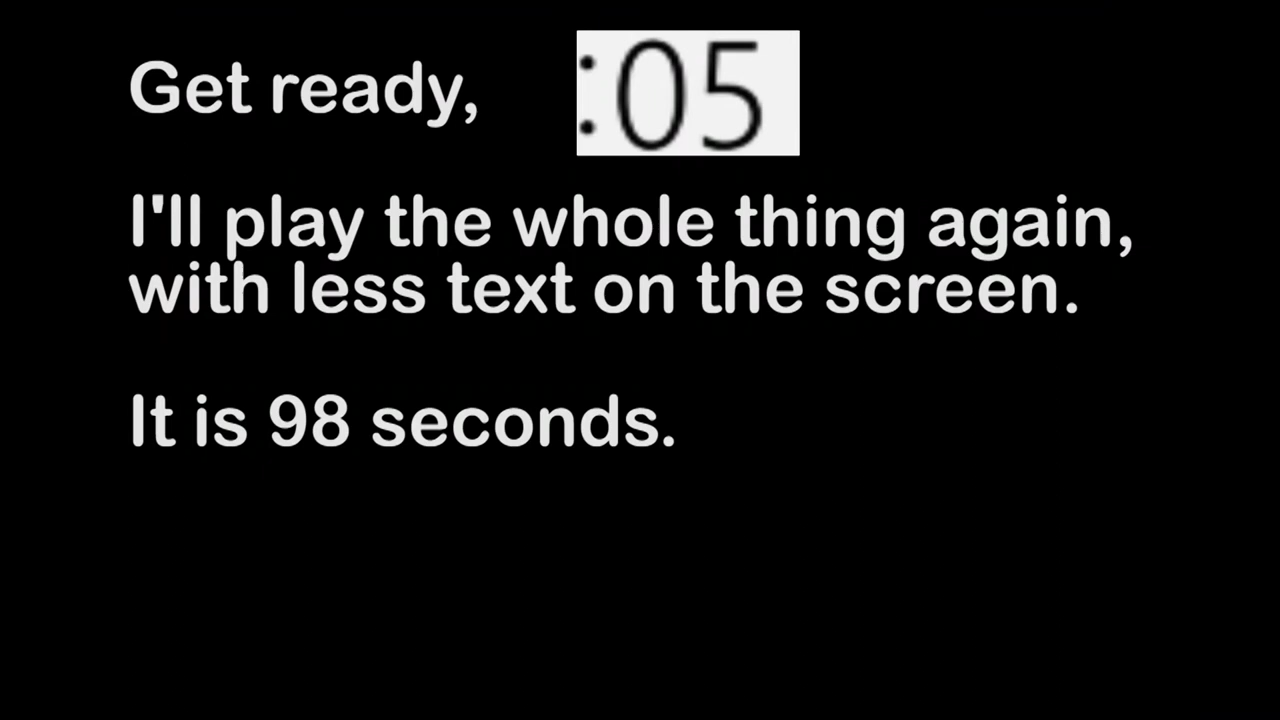 Get ready, :05
I'll play the whole thing again,
with less text on the screen.
It is 98 seconds.